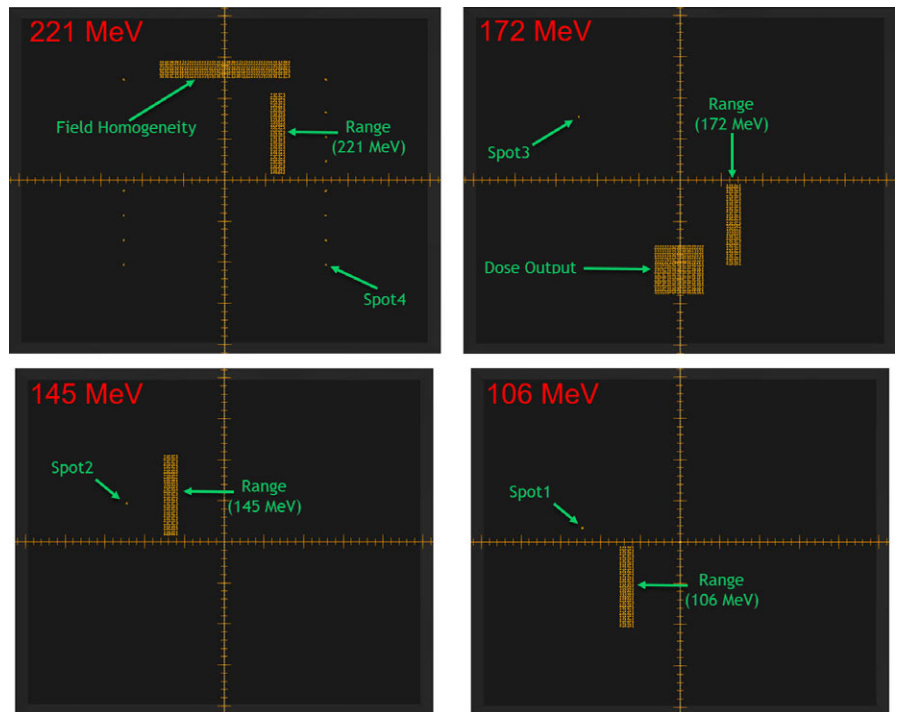 221 MeV
Field Homogeneity
Range
(221 MeV)
Spot4
172 MeV
Range
(172 MeV)
Spot3
Dose Output
145 MeV
Spot2
Range
(145 MeV)
106 MeV
Spot1
Range
(106 MeV)